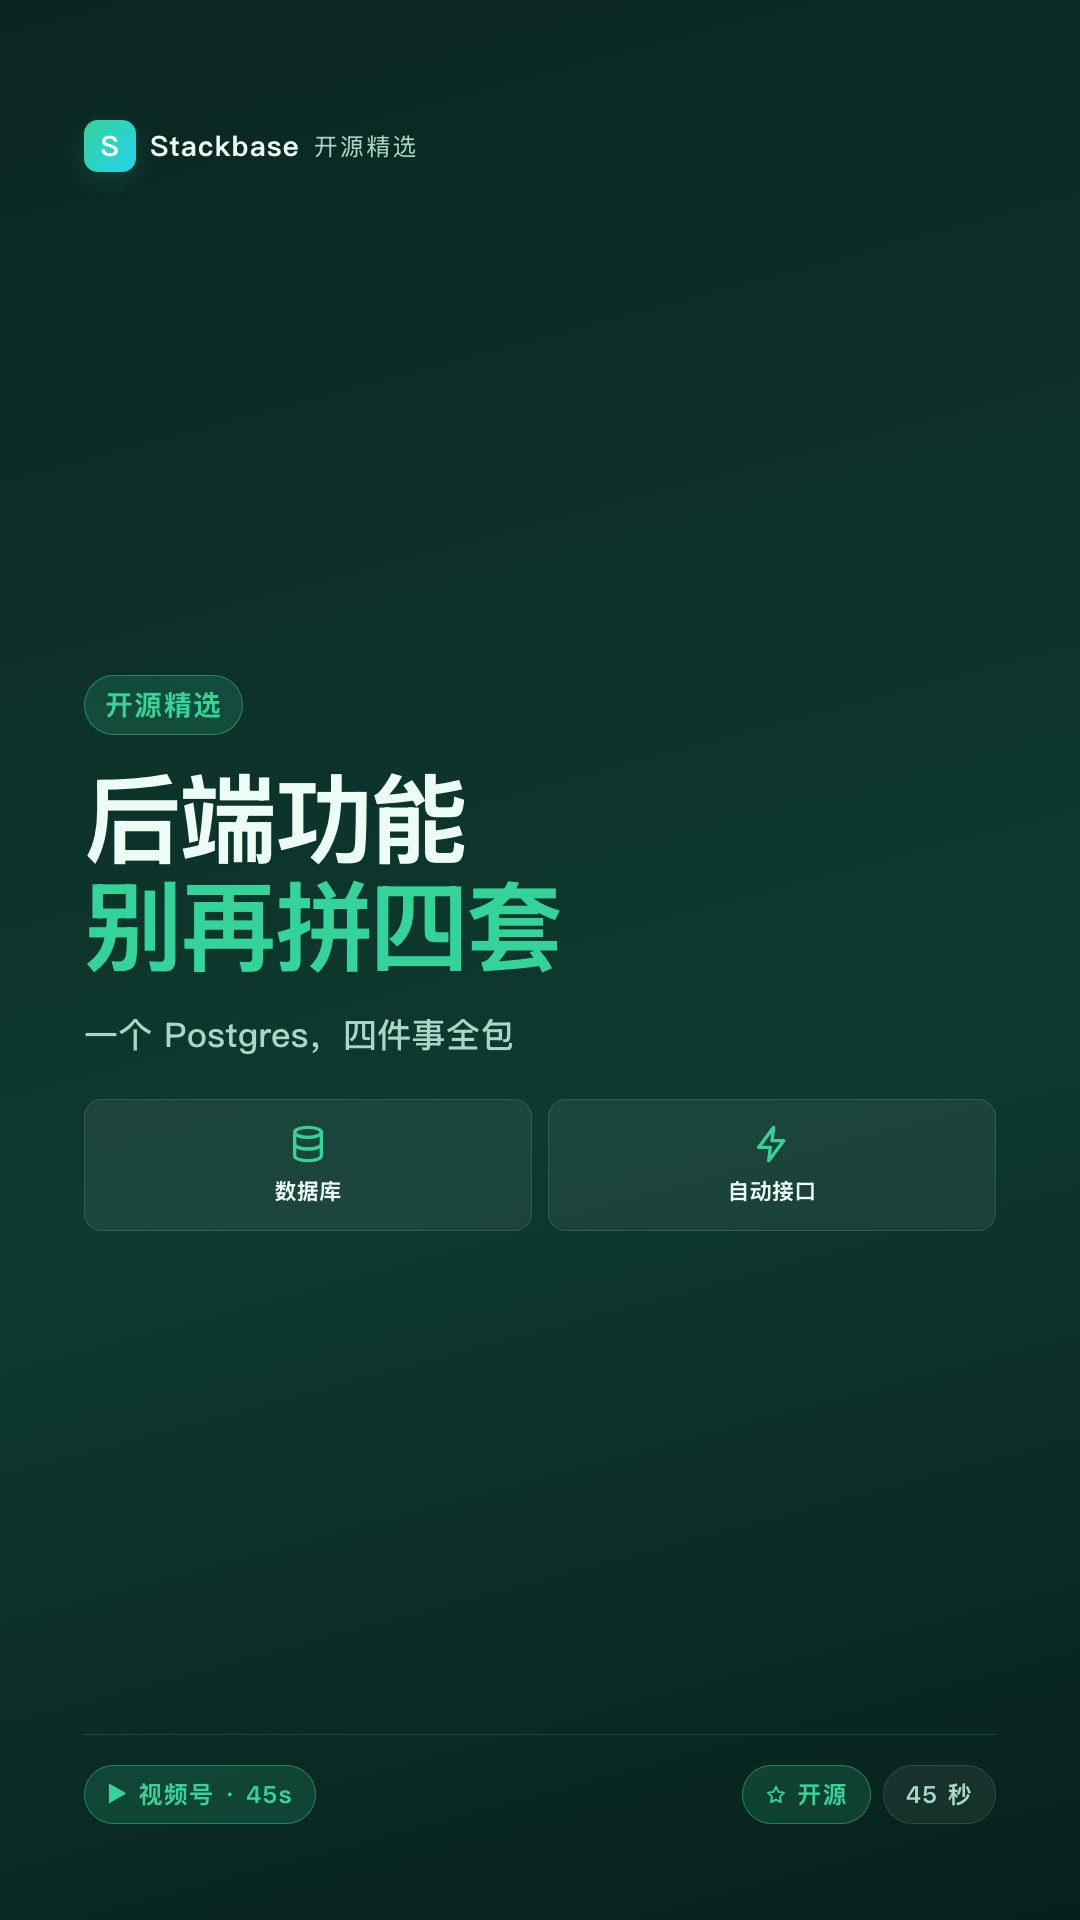 S Stackbase 开源精选
开源精选
后端功能
别再拼四套
一个 Postgres，四件事全包
数据库
自动接口
视频号 · 45s
开源
45 秒